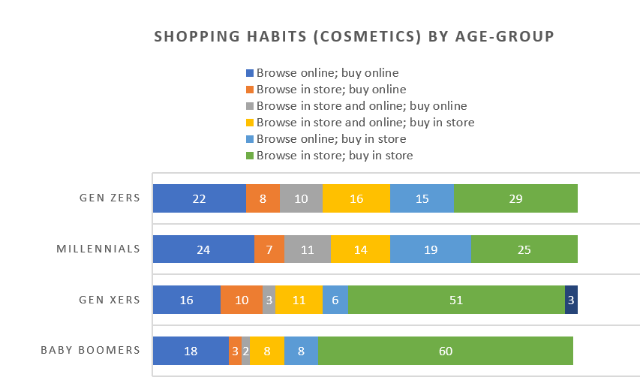 SHOPPING HABITS (COSMETICS) BY AGE-GROUP
Browse online; buy online
Browse in store; buy online
Browse in store and online; buy online
Browse in store and online; buy in store
Browse online; buy in store
Browse in store; buy in store
GEN ZERS 22 8 10 16 15 29
MILLENNIALS 24 7 11 14 19 25
GEN XERS 16 10 3 11 6 51 3
BABY BOOMERS 18 3 2 8 8 60